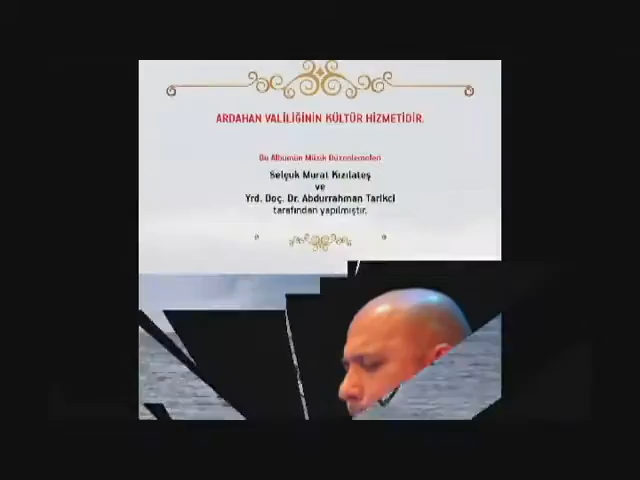 ARDAHAN VALİLİĞİNİN KÜLTÜR HİZMETİDİR.
Bu Albümün Müzik Düzenlemeleri
Selçuk Murat Kızılateş
ve
Yrd. Doç. Dr. Abdurrahman Tarikci
tarafından yapılmıştır.